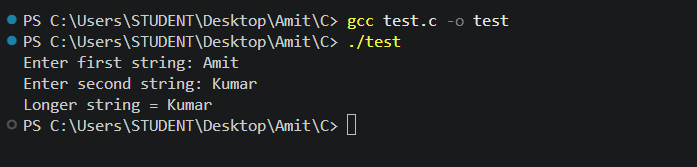 PS C:\Users\STUDENT\Desktop\Amit\C> gcc test.c -o test
PS C:\Users\STUDENT\Desktop\Amit\C> ./test
Enter first string: Amit
Enter second string: Kumar
Longer string = Kumar
PS C:\Users\STUDENT\Desktop\Amit\C>